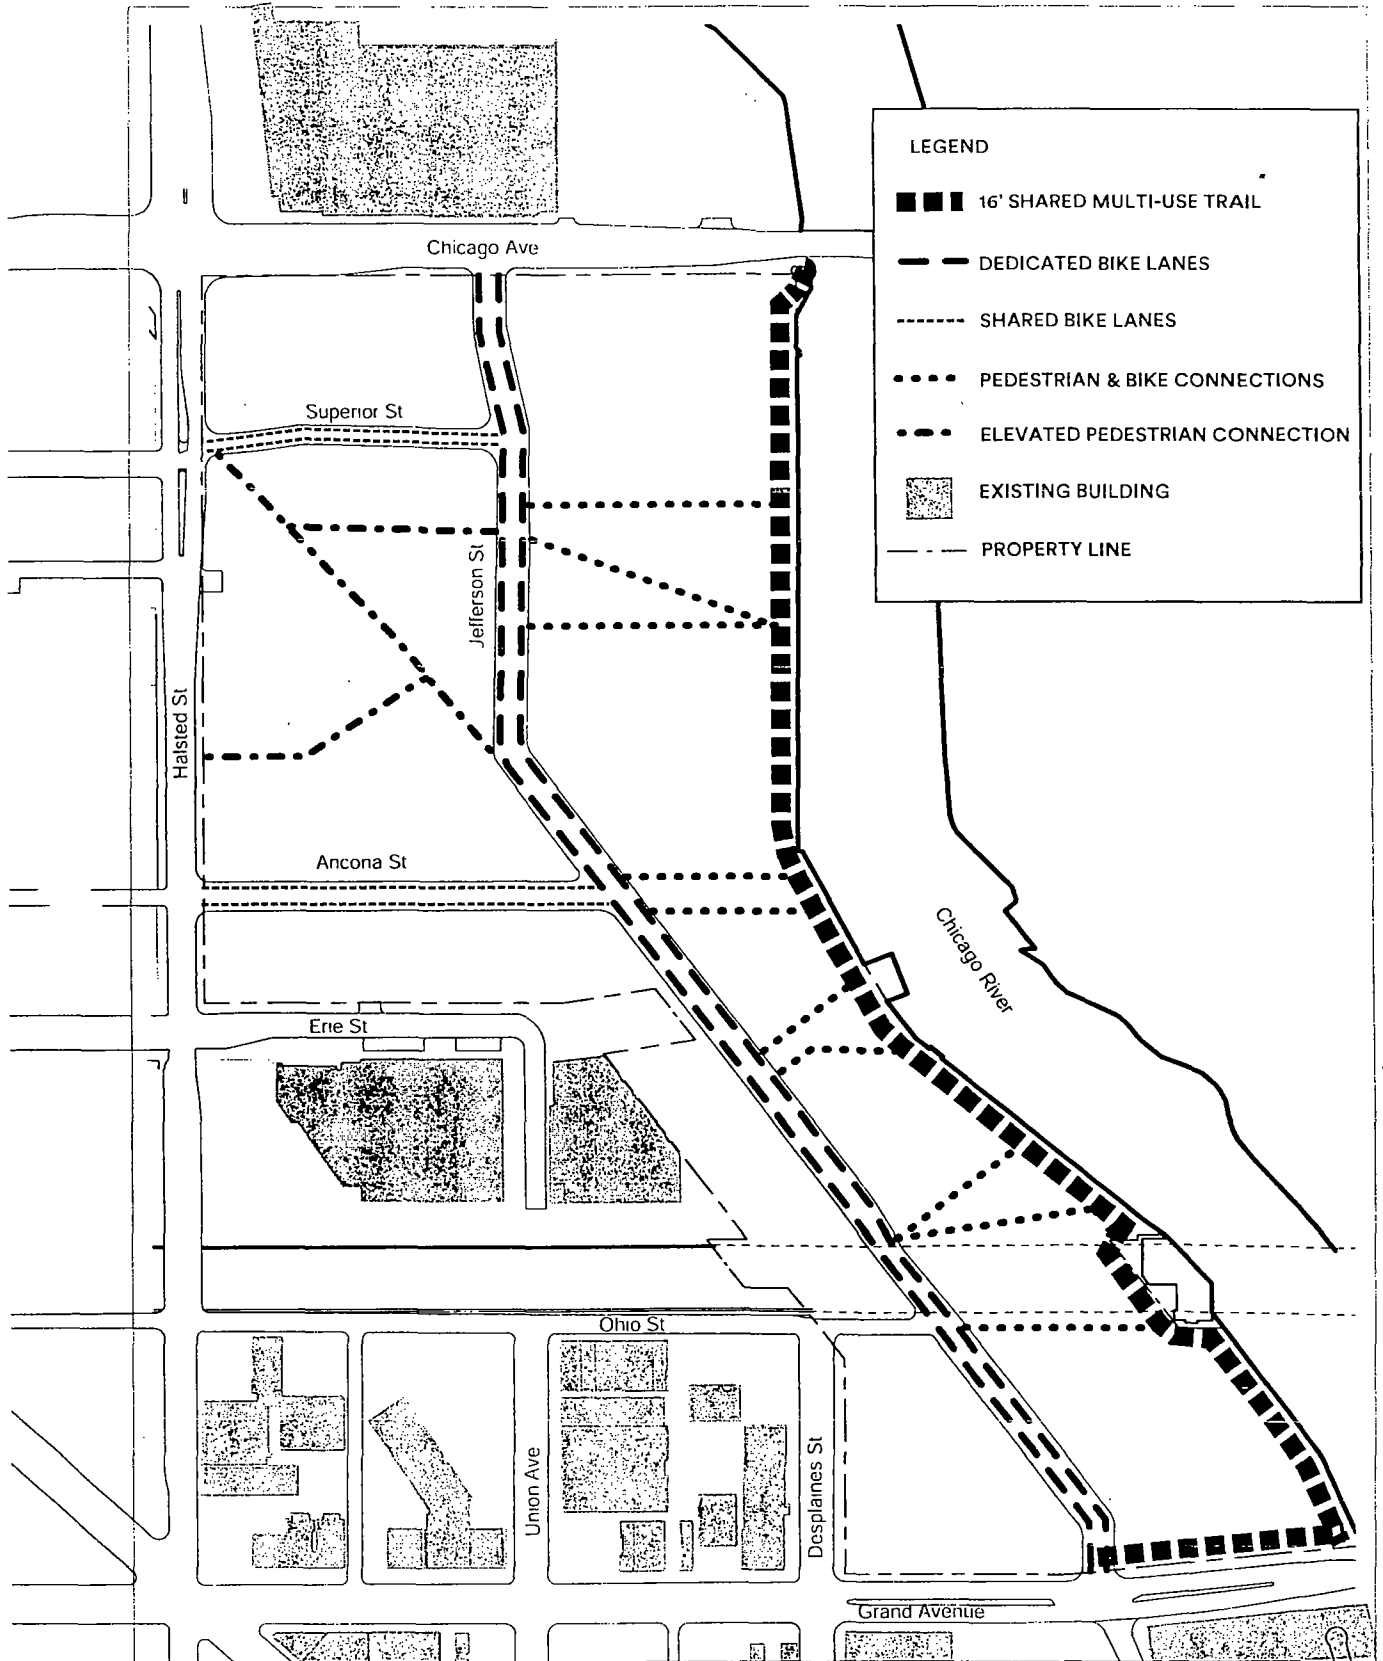 LEGEND
16' SHARED MULTI-USE TRAIL
DEDICATED BIKE LANES
SHARED BIKE LANES
PEDESTRIAN & BIKE CONNECTIONS
ELEVATED PEDESTRIAN CONNECTION
EXISTING BUILDING
PROPERTY LINE
Chicago Ave
Superior St
Jefferson St
Halsted St
Ancona St
Chicago River
Erie St
Ohio St
Union Ave
Desplaines St
Grand Avenue